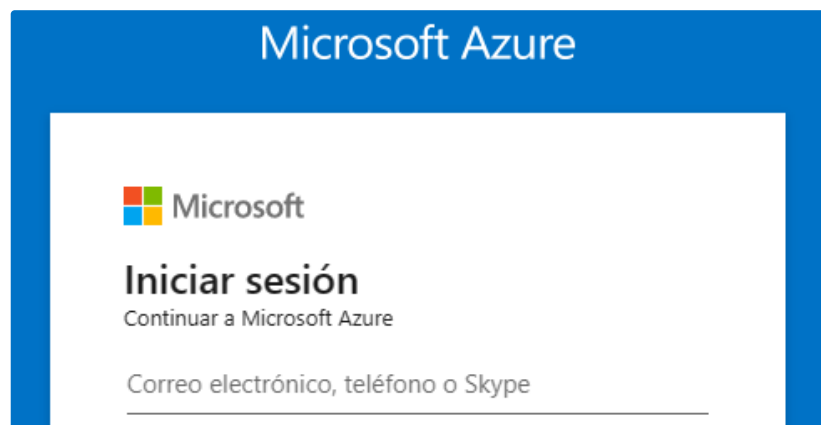 Microsoft Azure
Microsoft
Iniciar sesión
Continuar a Microsoft Azure
Correo electrónico, teléfono o Skype